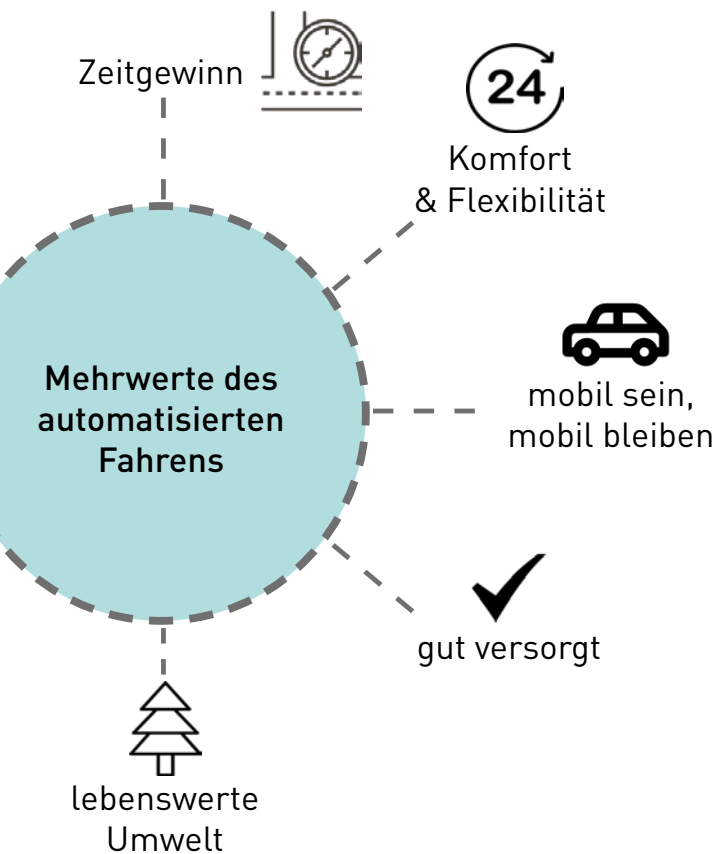 Zeitgewinn
24
Komfort
& Flexibilität
Mehrwerte des
automatisierten
Fahrens
mobil sein,
mobil bleiben
gut versorgt
lebenswerte
Umwelt